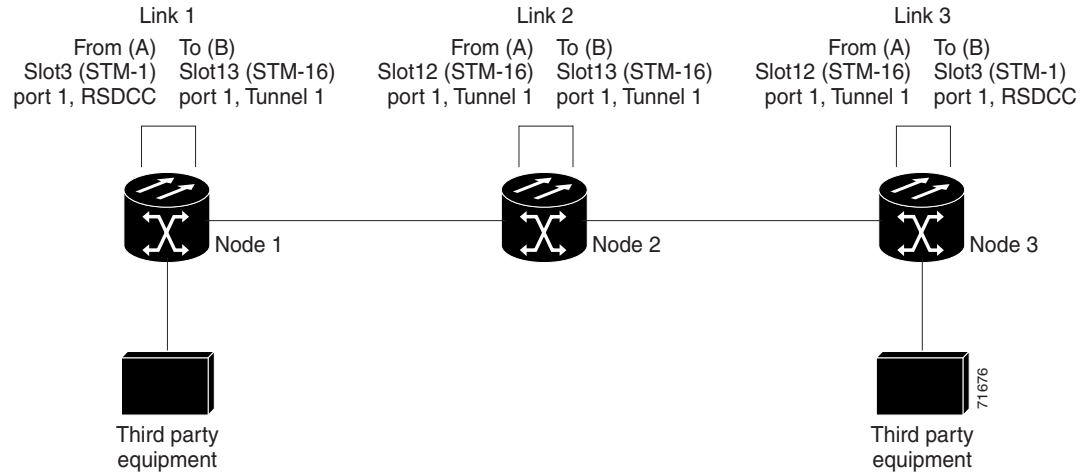 Link 1
From (A) To (B)
Slot3 (STM-1) Slot13 (STM-16)
port 1, RSDCC port 1, Tunnel 1
Link 2
From (A) To (B)
Slot12 (STM-16) Slot13 (STM-16)
port 1, Tunnel 1 port 1, Tunnel 1
Link 3
From (A) To (B)
Slot12 (STM-16) Slot3 (STM-1)
port 1, Tunnel 1 port 1, RSDCC
Node 1
Node 2
Node 3
Third party
equipment
Third party
equipment
71676